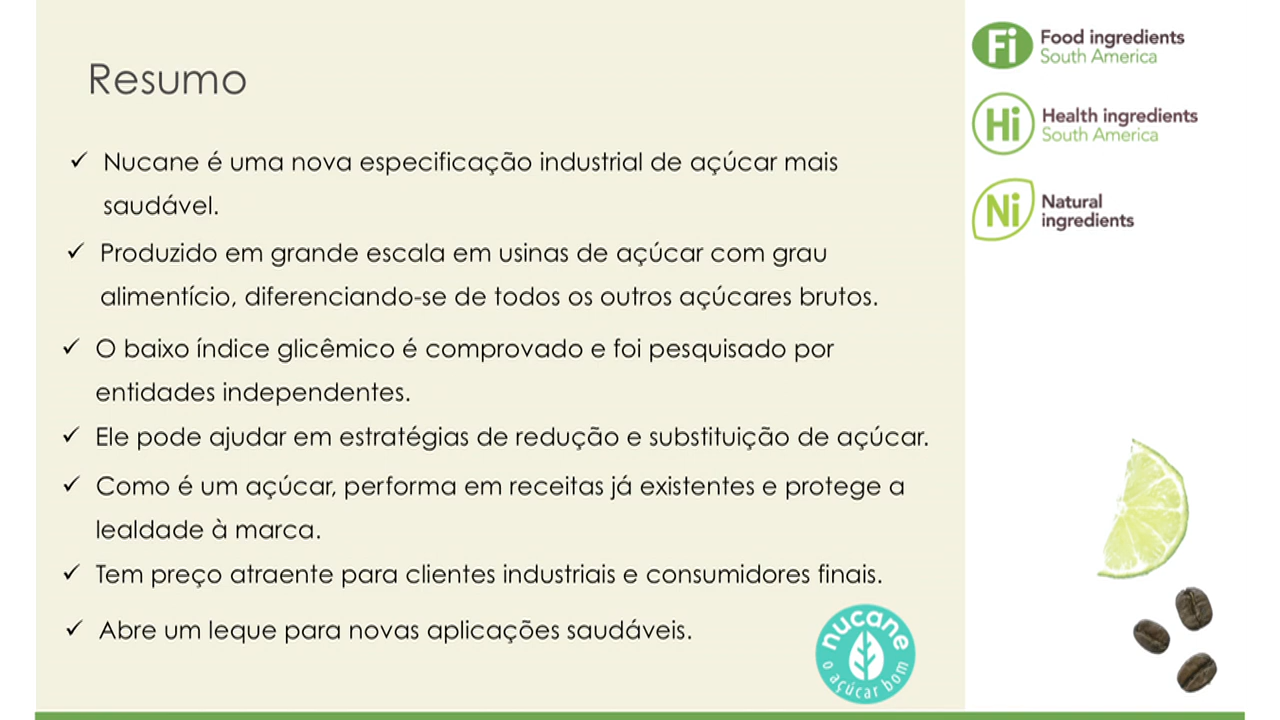 Resumo
✓ Nucane é uma nova especificação industrial de açúcar mais
saudável.
✓ Produzido em grande escala em usinas de açúcar com grau
alimentício, diferenciando-se de todos os outros açúcares brutos.
✓ O baixo índice glicêmico é comprovado e foi pesquisado por
entidades independentes.
✓ Ele pode ajudar em estratégias de redução e substituição de açúcar.
✓ Como é um açúcar, performa em receitas já existentes e protege a
lealdade à marca.
✓ Tem preço atraente para clientes industriais e consumidores finais.
✓ Abre um leque para novas aplicações saudáveis.
nucane
o açúcar bom
Fi
Food ingredients
South America
Hi
Health ingredients
South America
Ni
Natural
ingredients